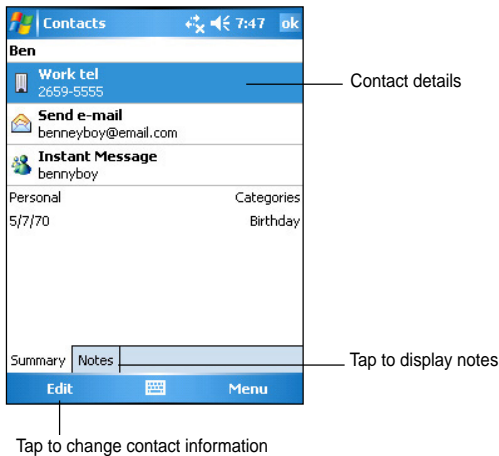 Contacts 7:47 ok
Ben
Work tel
2659-5555
Contact details
Send e-mail
benneyboy@email.com
Instant Message
bennyboy
Personal Categories
5/7/70 Birthday
Summary Notes
Tap to display notes
Edit Menu
Tap to change contact information